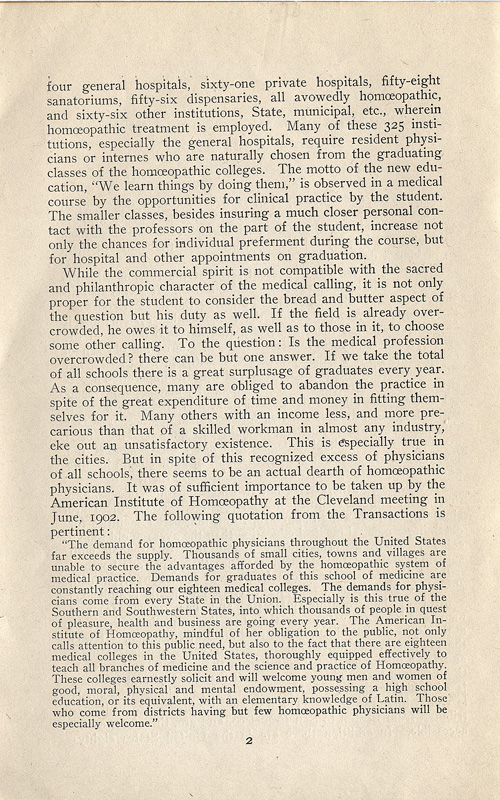 four general hospitals, sixty-one private hospitals, fifty-eight
sanatoriums, fifty-six dispensaries, all avowedly homœopathic,
and sixty-six other institutions, State, municipal, etc., wherein
homœopathic treatment is employed. Many of these 325 insti-
tutions, especially the general hospitals, require resident physi-
cians or internes who are naturally chosen from the graduating
classes of the homœopathic colleges. The motto of the new edu-
cation, "We learn things by doing them," is observed in a medical
course by the opportunities for clinical practice by the student.
The smaller classes, besides insuring a much closer personal con-
tact with the professors on the part of the student, increase not
only the chances for individual preferment during the course, but
for hospital and other appointments on graduation.
While the commercial spirit is not compatible with the sacred
and philanthropic character of the medical calling, it is not only
proper for the student to consider the bread and butter aspect of
the question but his duty as well. If the field is already over-
crowded, he owes it to himself, as well as to those in it, to choose
some other calling. To the question: Is the medical profession
overcrowded? there can be but one answer. If we take the total
of all schools there is a great surplusage of graduates every year.
As a consequence, many are obliged to abandon the practice in
spite of the great expenditure of time and money in fitting them-
selves for it. Many others with an income less, and more pre-
carious than that of a skilled workman in almost any industry,
eke out an unsatisfactory existence. This is especially true in
the cities. But in spite of this recognized excess of physicians
of all schools, there seems to be an actual dearth of homœopathic
physicians. It was of sufficient importance to be taken up by the
American Institute of Homœopathy at the Cleveland meeting in
June, 1902. The following quotation from the Transactions is
pertinent:
"The demand for homœopathic physicians throughout the United States
far exceeds the supply. Thousands of small cities, towns and villages are
unable to secure the advantages afforded by the homœopathic system of
medical practice. Demands for graduates of this school of medicine are
constantly reaching our eighteen medical colleges. The demands for physi-
cians come from every State in the Union. Especially is this true of the
Southern and Southwestern States, into which thousands of people in quest
of pleasure, health and business are going every year. The American In-
stitute of Homœopathy, mindful of her obligation to the public, not only
calls attention to this public need, but also to the fact that there are eighteen
medical colleges in the United States, thoroughly equipped effectively to
teach all branches of medicine and the science and practice of Homœopathy.
These colleges earnestly solicit and will welcome young men and women of
good, moral, physical and mental endowment, possessing a high school
education, or its equivalent, with an elementary knowledge of Latin. Those
who come from districts having but few homœopathic physicians will be
especially welcome."
2